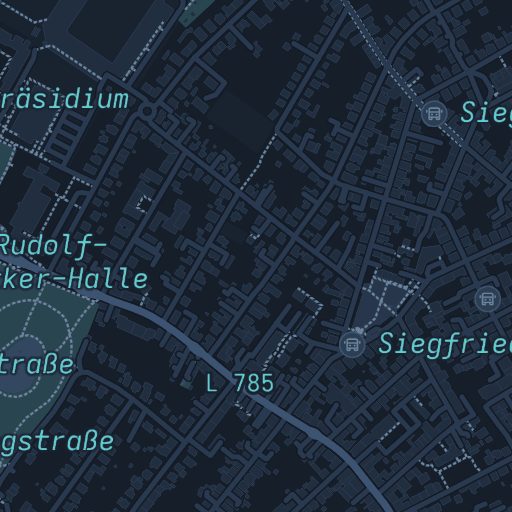 räsidium
Sieg
Rudolf-
ker-Halle
Siegfried
traße
L 785
gstraße